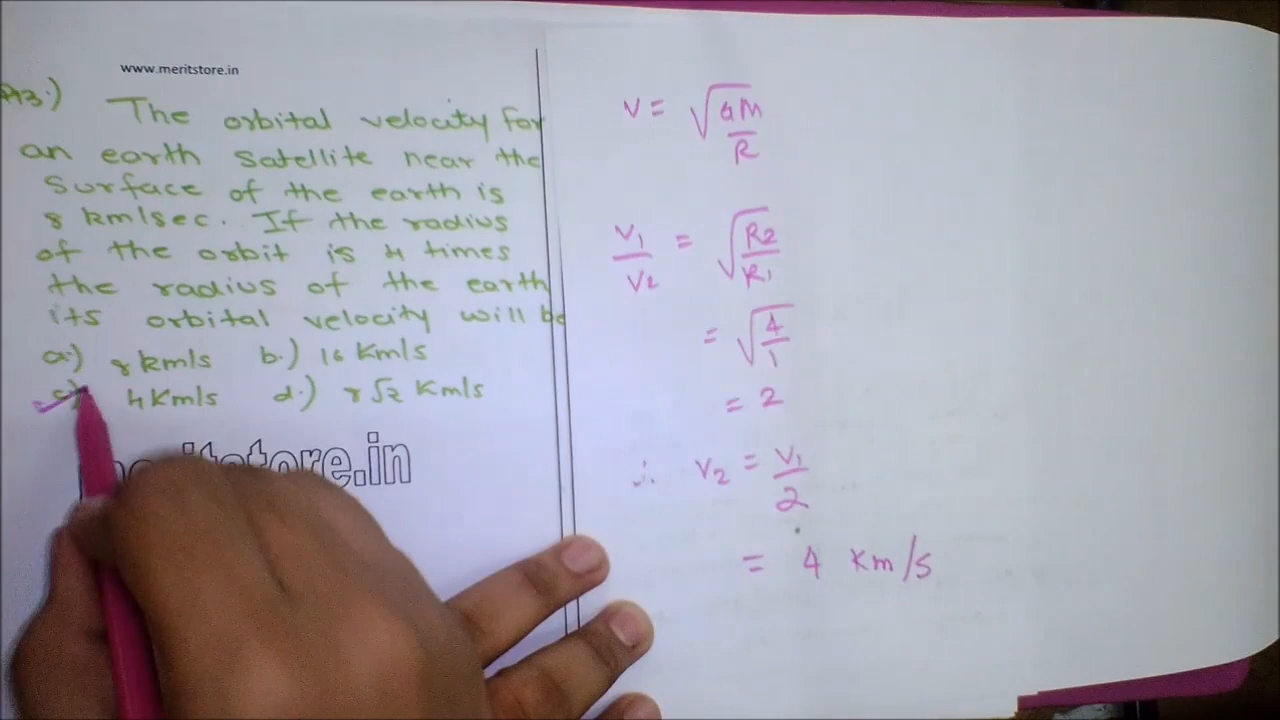 www.meritstore.in
The orbital velocity for
an earth satellite near the
surface of the earth is
8 km/sec. If the radius
of the orbit is 4 times
the radius of the earth
its orbital velocity will be
a.) 8 km/s b.) 16 Km/s
c.) 4 Km/s d.) 8√2 Km/s
V = √GM/R
V1/V2 = √R2/R1
= √4/1
= 2
∴ V2 = V1/2
= 4 Km/s